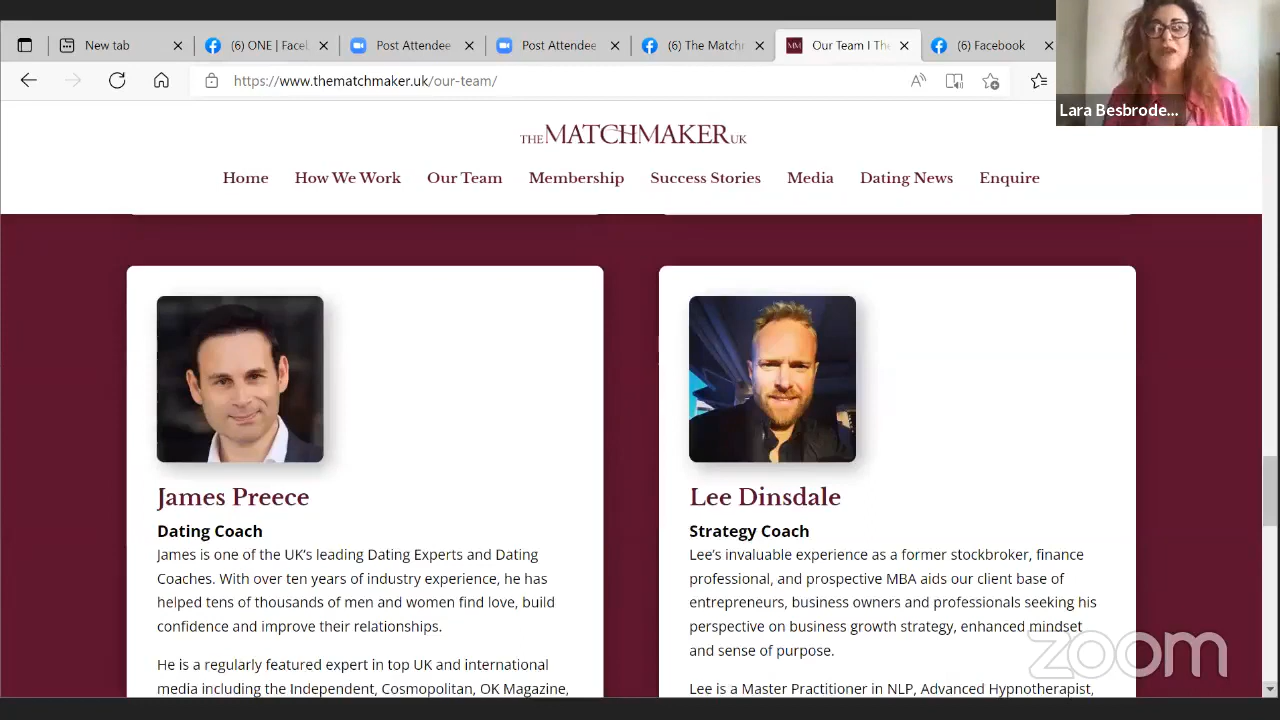 New tab
(6) ONE | Facel
Post Attendee
Post Attendee
(6) The Match
Our Team I The
(6) Facebook
https://www.thematchmaker.uk/our-team/
Lara Besbrode...
THE MATCHMAKER UK
Home How We Work Our Team Membership Success Stories Media Dating News Enquire
James Preece
Dating Coach
James is one of the UK's leading Dating Experts and Dating
Coaches. With over ten years of industry experience, he has
helped tens of thousands of men and women find love, build
confidence and improve their relationships.
He is a regularly featured expert in top UK and international
media including the Independent, Cosmopolitan, OK Magazine,
Lee Dinsdale
Strategy Coach
Lee's invaluable experience as a former stockbroker, finance
professional, and prospective MBA aids our client base of
entrepreneurs, business owners and professionals seeking his
perspective on business growth strategy, enhanced mindset
and sense of purpose.
Lee is a Master Practitioner in NLP, Advanced Hypnotherapist,
zoom